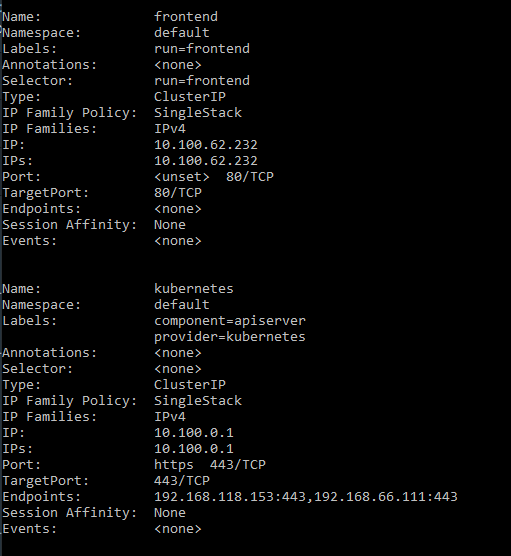 Name:              frontend
Namespace:         default
Labels:            run=frontend
Annotations:       <none>
Selector:          run=frontend
Type:              ClusterIP
IP Family Policy:  SingleStack
IP Families:       IPv4
IP:                10.100.62.232
IPs:               10.100.62.232
Port:              <unset>  80/TCP
TargetPort:        80/TCP
Endpoints:         <none>
Session Affinity:  None
Events:            <none>
Name:              kubernetes
Namespace:         default
Labels:            component=apiserver
                   provider=kubernetes
Annotations:       <none>
Selector:          <none>
Type:              ClusterIP
IP Family Policy:  SingleStack
IP Families:       IPv4
IP:                10.100.0.1
IPs:               10.100.0.1
Port:              https  443/TCP
TargetPort:        443/TCP
Endpoints:         192.168.118.153:443,192.168.66.111:443
Session Affinity:  None
Events:            <none>